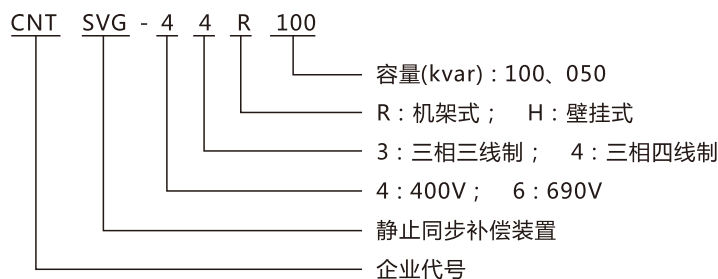 CNT SVG - 4 4 R 100
容量(kvar)：100、050
R：机架式； H：壁挂式
3：三相三线制； 4：三相四线制
4：400V； 6：690V
静止同步补偿装置
企业代号